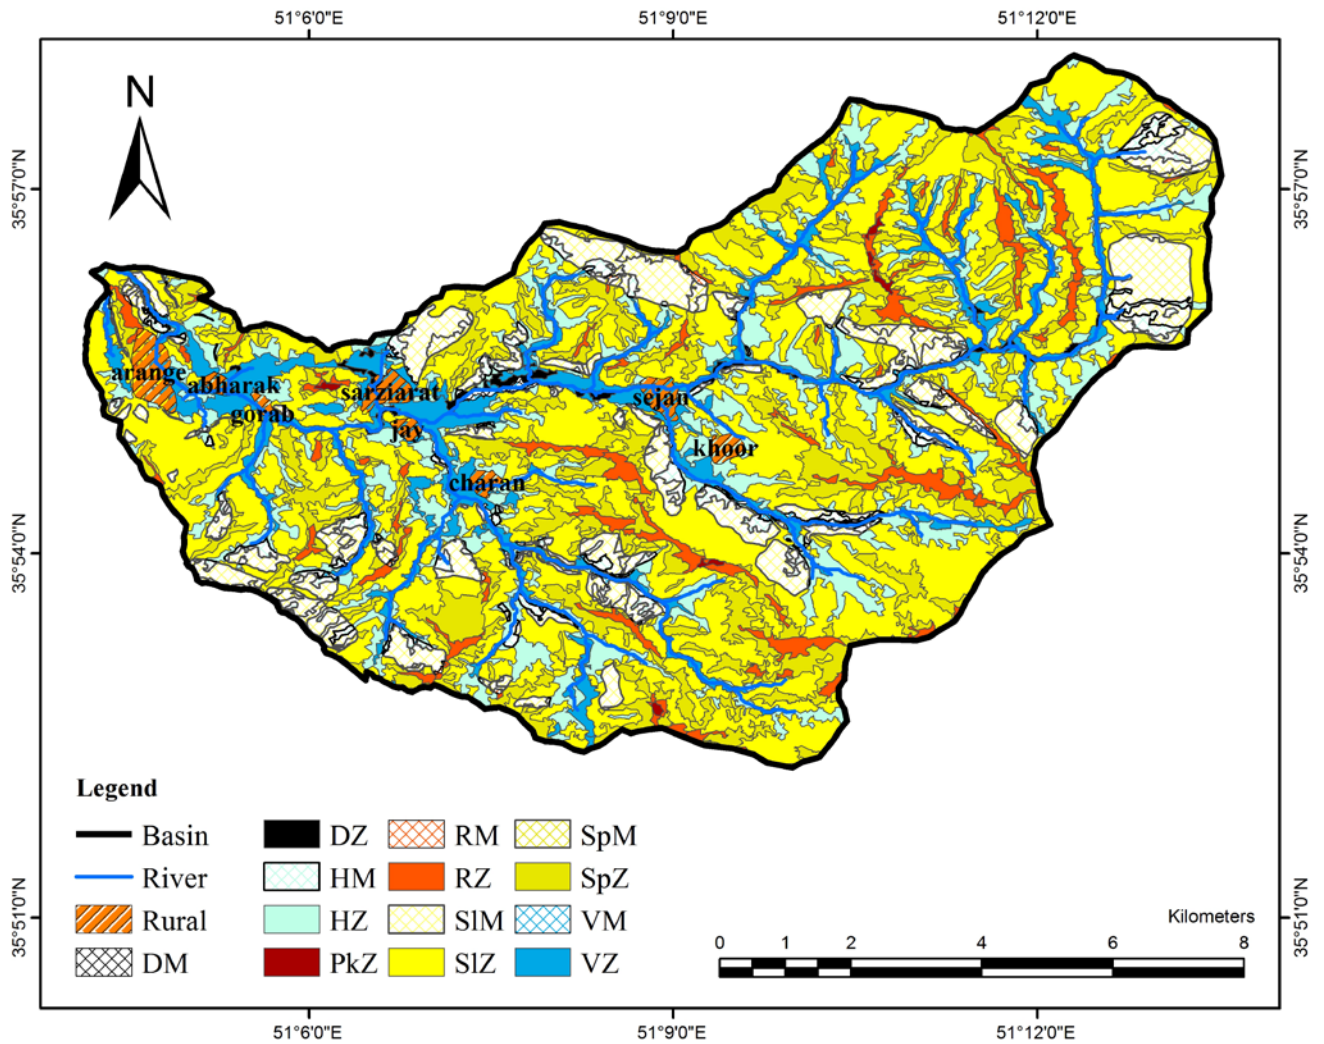 51°6'0"E 51°9'0"E 51°12'0"E
N
35°57'0"N 35°57'0"N
arange
abharak
gorab
sarziarat
jay
sejan
khoor
charan
35°54'0"N 35°54'0"N
Legend
Basin
River
Rural
DM
DZ
HM
HZ
PkZ
RM
RZ
SlM
SlZ
SpM
SpZ
VM
VZ
35°51'0"N 35°51'0"N
Kilometers
0 1 2 4 6 8
51°6'0"E 51°9'0"E 51°12'0"E